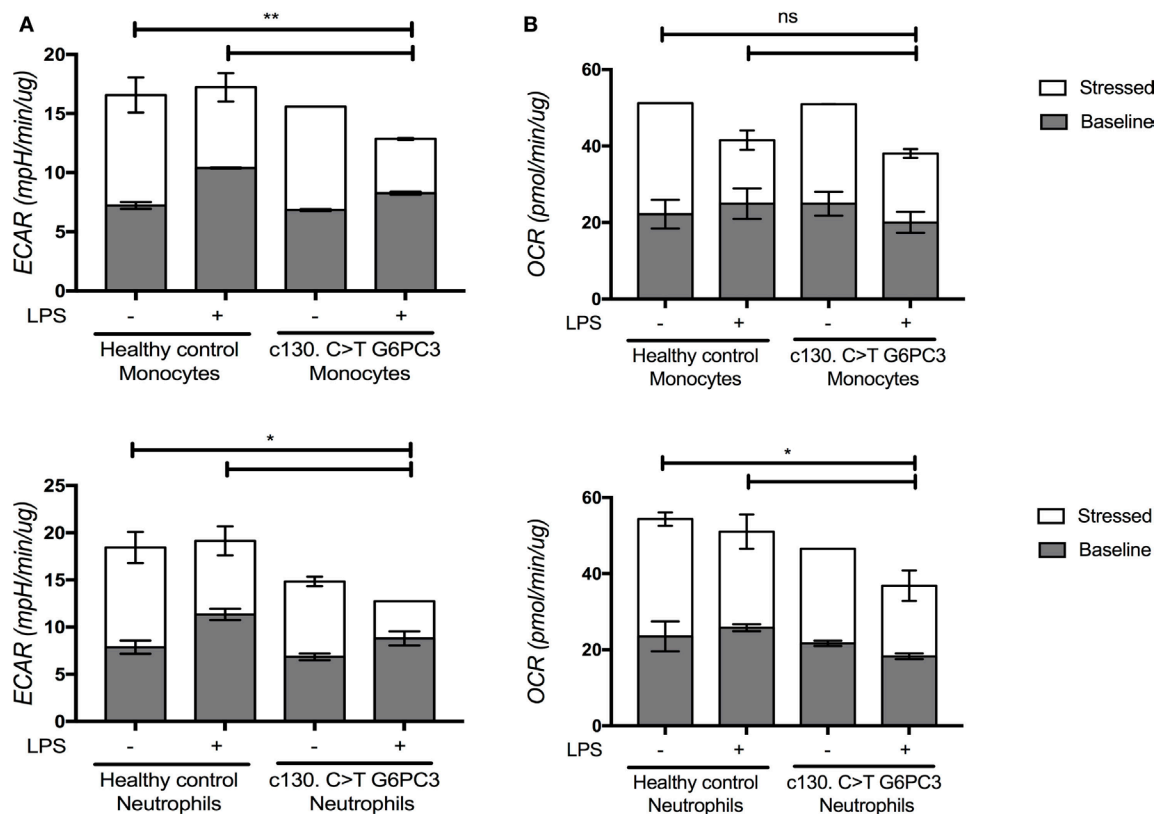 A
**
ECAR (mpH/min/ug)
20
15
10
5
0
LPS - + - +
Healthy control
Monocytes
c130. C>T G6PC3
Monocytes
B
ns
OCR (pmol/min/ug)
60
40
20
0
LPS - + - +
Healthy control
Monocytes
c130. C>T G6PC3
Monocytes
Stressed
Baseline
*
ECAR (mpH/min/ug)
25
20
15
10
5
0
LPS - + - +
Healthy control
Neutrophils
c130. C>T G6PC3
Neutrophils
*
OCR (pmol/min/ug)
60
40
20
0
LPS - + - +
Healthy control
Neutrophils
c130. C>T G6PC3
Neutrophils
Stressed
Baseline